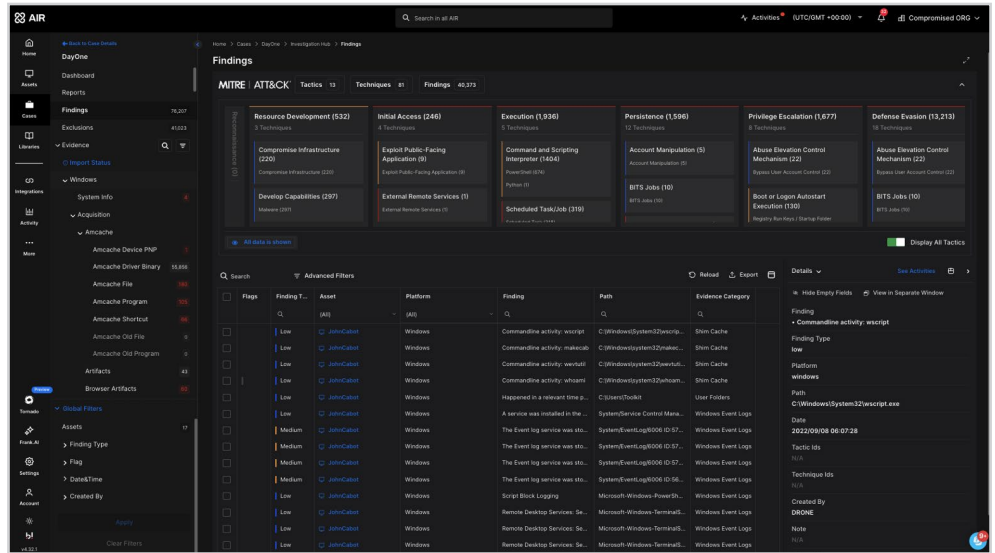 AIR
Search in all AIR
Activities
(UTC/GMT +00:00)
Compromised ORG
Home
Assets
Cases
Libraries
Integrations
Activity
More
Preview
Tornado
Frank.AI
Settings
Account
v4.32.1
Back to Case Details
DayOne
Dashboard
Reports
Findings 76,207
Exclusions 41,023
Evidence
Import Status
Windows
System Info
Acquisition
Amcache
Amcache Device PNP
Amcache Driver Binary 55,856
Amcache File
Amcache Program
Amcache Shortcut
Amcache Old File 0
Amcache Old Program 0
Artifacts 43
Browser Artifacts
Global Filters
Assets 17
Finding Type
Flag
Date&Time
Created By
Apply
Clear Filters
Home > Cases > DayOne > Investigation Hub > Findings
Findings
MITRE | ATT&CK Tactics 13 Techniques 81 Findings 40,373
Reconnaissance (0)
Resource Development (532)
3 Techniques
Compromise Infrastructure (220)
Compromise Infrastructure (220)
Develop Capabilities (297)
Malware (297)
Initial Access (246)
4 Techniques
Exploit Public-Facing Application (9)
Exploit Public-Facing Application (9)
External Remote Services (1)
External Remote Services (1)
Execution (1,936)
5 Techniques
Command and Scripting Interpreter (1404)
PowerShell (674)
Python (1)
Scheduled Task/Job (319)
Persistence (1,596)
12 Techniques
Account Manipulation (5)
Account Manipulation (5)
BITS Jobs (10)
BITS Jobs (10)
Privilege Escalation (1,677)
8 Techniques
Abuse Elevation Control Mechanism (22)
Bypass User Account Control (22)
Boot or Logon Autostart Execution (130)
Registry Run Keys / Startup Folder
Defense Evasion (13,213)
18 Techniques
Abuse Elevation Control Mechanism (22)
Bypass User Account Control (22)
BITS Jobs (10)
BITS Jobs (10)
All data is shown
Display All Tactics
Search Advanced Filters Reload Export
Flags Finding T... Asset Platform Finding Path Evidence Category
(All) (All)
Low JohnCabot Windows Commandline activity: wscript C:\Windows\System32\wscrip... Shim Cache
Low JohnCabot Windows Commandline activity: makecab C:\Windows\system32\makec... Shim Cache
Low JohnCabot Windows Commandline activity: wevtutil C:\Windows\system32\wevtuti... Shim Cache
Low JohnCabot Windows Commandline activity: whoami C:\Windows\system32\whoam... Shim Cache
Low JohnCabot Windows Happened in a relevant time p... C:\Users\Toolkit User Folders
Low JohnCabot Windows A service was installed in the ... System/Service Control Mana... Windows Event Logs
Medium JohnCabot Windows The Event log service was sto... System/EventLog/6006 ID:57... Windows Event Logs
Medium JohnCabot Windows The Event log service was sto... System/EventLog/6006 ID:57... Windows Event Logs
Medium JohnCabot Windows The Event log service was sto... System/EventLog/6006 ID:57... Windows Event Logs
Medium JohnCabot Windows The Event log service was sto... System/EventLog/6006 ID:56... Windows Event Logs
Low JohnCabot Windows Script Block Logging Microsoft-Windows-PowerSh... Windows Event Logs
Low JohnCabot Windows Remote Desktop Services: Se... Microsoft-Windows-TerminalS... Windows Event Logs
Low JohnCabot Windows Remote Desktop Services: Se... Microsoft-Windows-TerminalS... Windows Event Logs
Low JohnCabot Windows Remote Desktop Services: Se... Microsoft-Windows-TerminalS... Windows Event Logs
Details See Activities
Hide Empty Fields View in Separate Window
Finding
• Commandline activity: wscript
Finding Type
low
Platform
windows
Path
C:\Windows\System32\wscript.exe
Date
2022/09/08 06:07:28
Tactic Ids
N/A
Technique Ids
N/A
Created By
DRONE
Note
N/A
9+